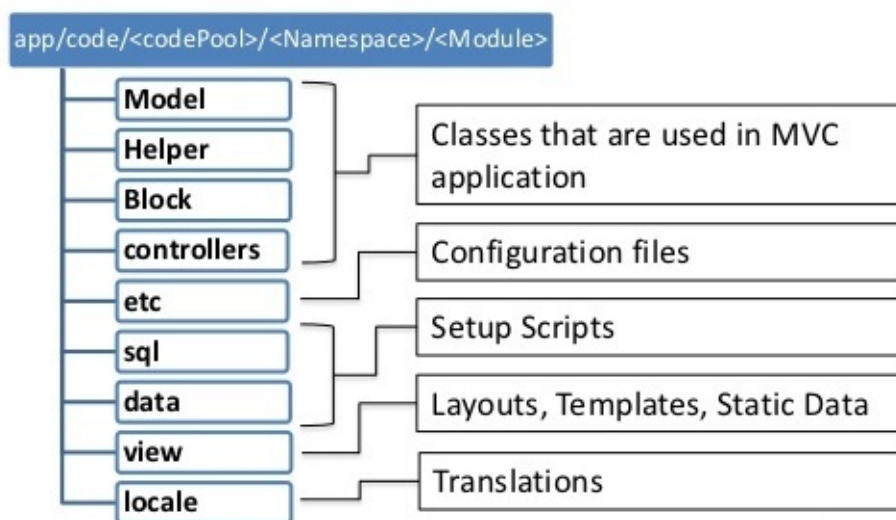 app/code/<codePool>/<Namespace>/<Module>
Model
Helper
Block
controllers
etc
sql
data
view
locale
Classes that are used in MVC
application
Configuration files
Setup Scripts
Layouts, Templates, Static Data
Translations